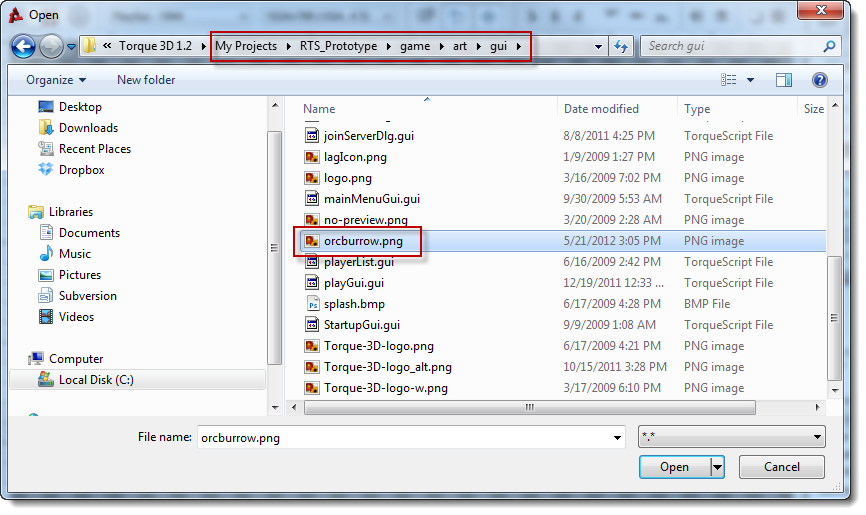 Open
« Torque 3D 1.2 My Projects RTS_Prototype game art gui Search gui
Organize New folder
Desktop
Downloads
Recent Places
Dropbox
Libraries
Documents
Music
Pictures
Subversion
Videos
Computer
Local Disk (C:)
Name Date modified Type Size
joinServerDlg.gui 8/8/2011 4:25 PM TorqueScript File
lagIcon.png 1/9/2009 1:27 PM PNG image
logo.png 3/16/2009 7:02 PM PNG image
mainMenuGui.gui 9/30/2009 5:53 AM TorqueScript File
no-preview.png 3/20/2009 2:28 AM PNG image
orcburrow.png 5/21/2012 3:05 PM PNG image
playerList.gui 6/16/2009 2:42 PM TorqueScript File
playGui.gui 12/19/2011 12:33 ... TorqueScript File
splash.bmp 6/17/2009 4:28 PM BMP File
StartupGui.gui 9/9/2009 1:08 AM TorqueScript File
Torque-3D-logo.png 6/17/2009 4:21 PM PNG image
Torque-3D-logo_alt.png 10/15/2011 3:28 PM PNG image
Torque-3D-logo-w.png 3/17/2009 6:10 PM PNG image
File name: orcburrow.png *.*
Open Cancel